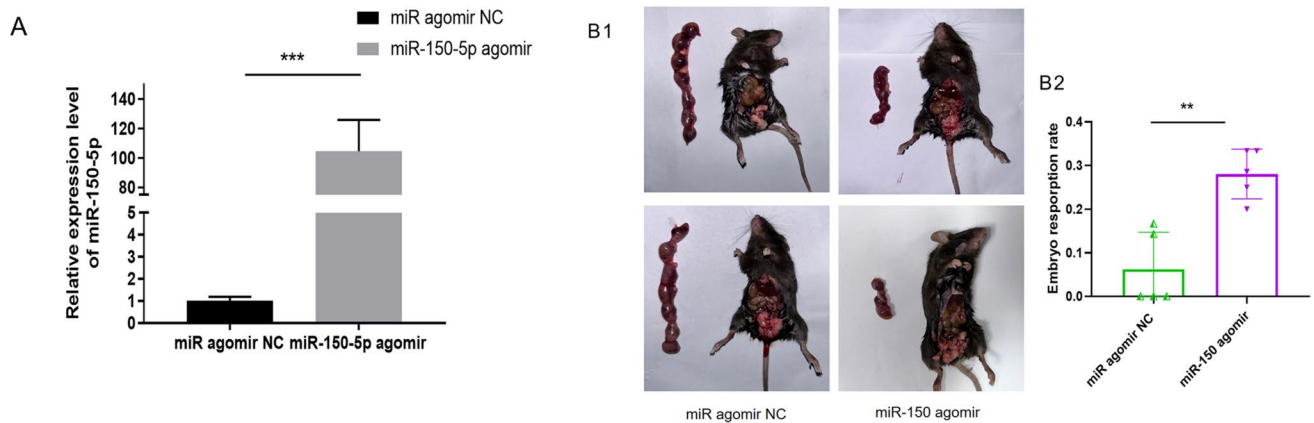 A
miR agomir NC
miR-150-5p agomir
***
Relative expression level
of miR-150-5p
140
120
100
80
5
4
3
2
1
0
miR agomir NC miR-150-5p agomir
B1
miR agomir NC
miR-150 agomir
B2
**
Embryo resporption rate
0.4
0.3
0.2
0.1
0.0
miR agomir NC
miR-150 agomir